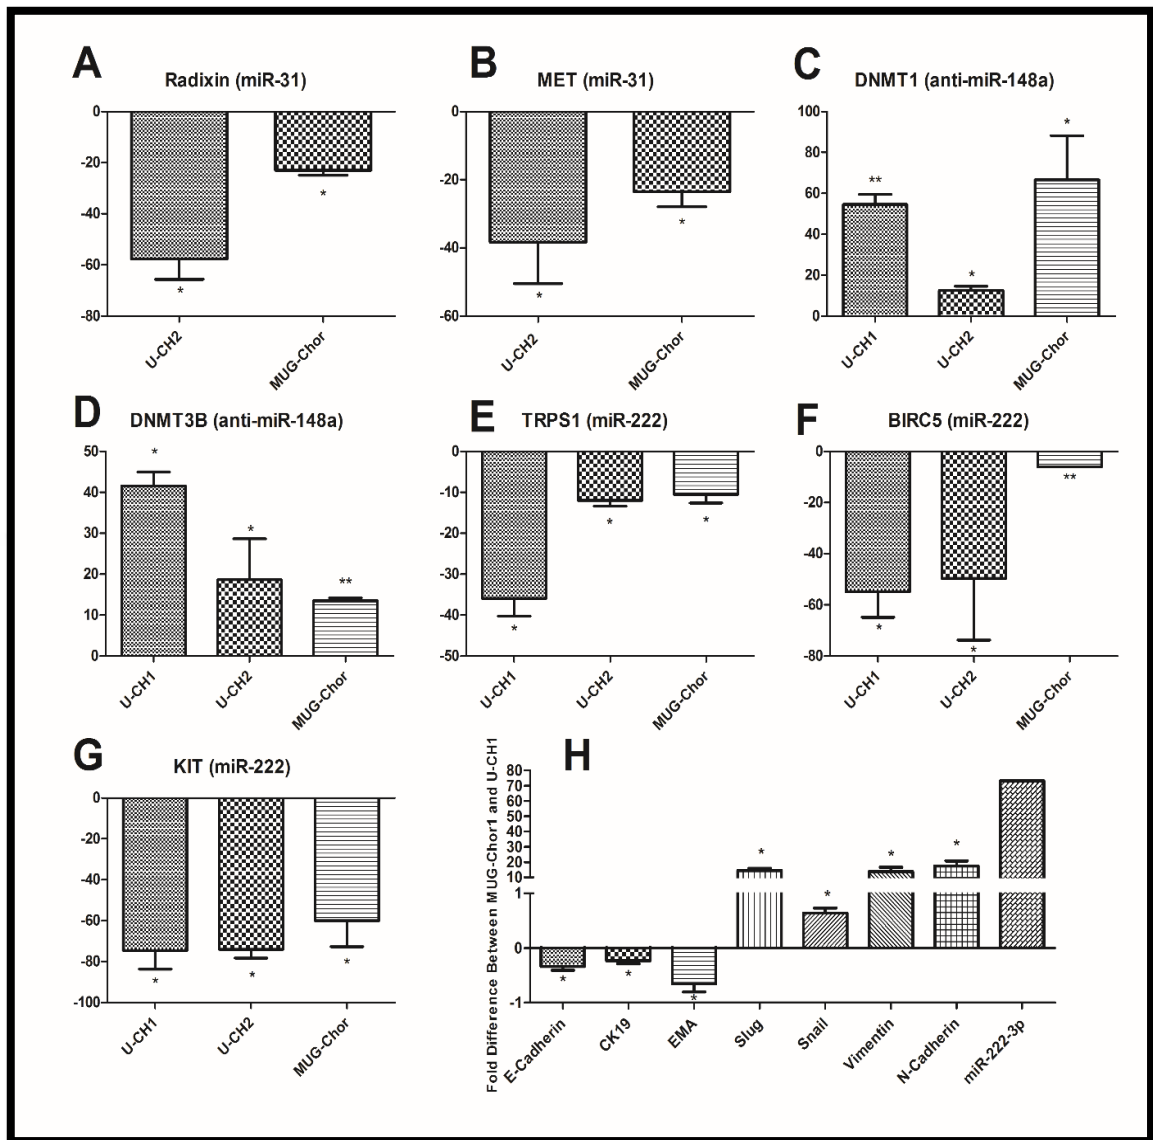 A
Radixin (miR-31)
0
-20
-40
-60
-80
*
*
U-CH2
MUG-Chor
B
MET (miR-31)
0
-20
-40
-60
*
*
U-CH2
MUG-Chor
C
DNMT1 (anti-miR-148a)
100
80
60
40
20
0
**
*
*
U-CH1
U-CH2
MUG-Chor
D
DNMT3B (anti-miR-148a)
50
40
30
20
10
0
*
*
**
U-CH1
U-CH2
MUG-Chor
E
TRPS1 (miR-222)
0
-10
-20
-30
-40
-50
*
*
*
U-CH1
U-CH2
MUG-Chor
F
BIRC5 (miR-222)
0
-20
-40
-60
-80
*
*
**
U-CH1
U-CH2
MUG-Chor
G
KIT (miR-222)
0
-20
-40
-60
-80
-100
*
*
*
U-CH1
U-CH2
MUG-Chor
H
Fold Difference Between MUG-Chor1 and U-CH1
80
70
60
50
40
30
20
10
1
0
-1
*
*
*
*
*
*
*
E-Cadherin
CK19
EMA
Slug
Snail
Vimentin
N-Cadherin
miR-222-3p